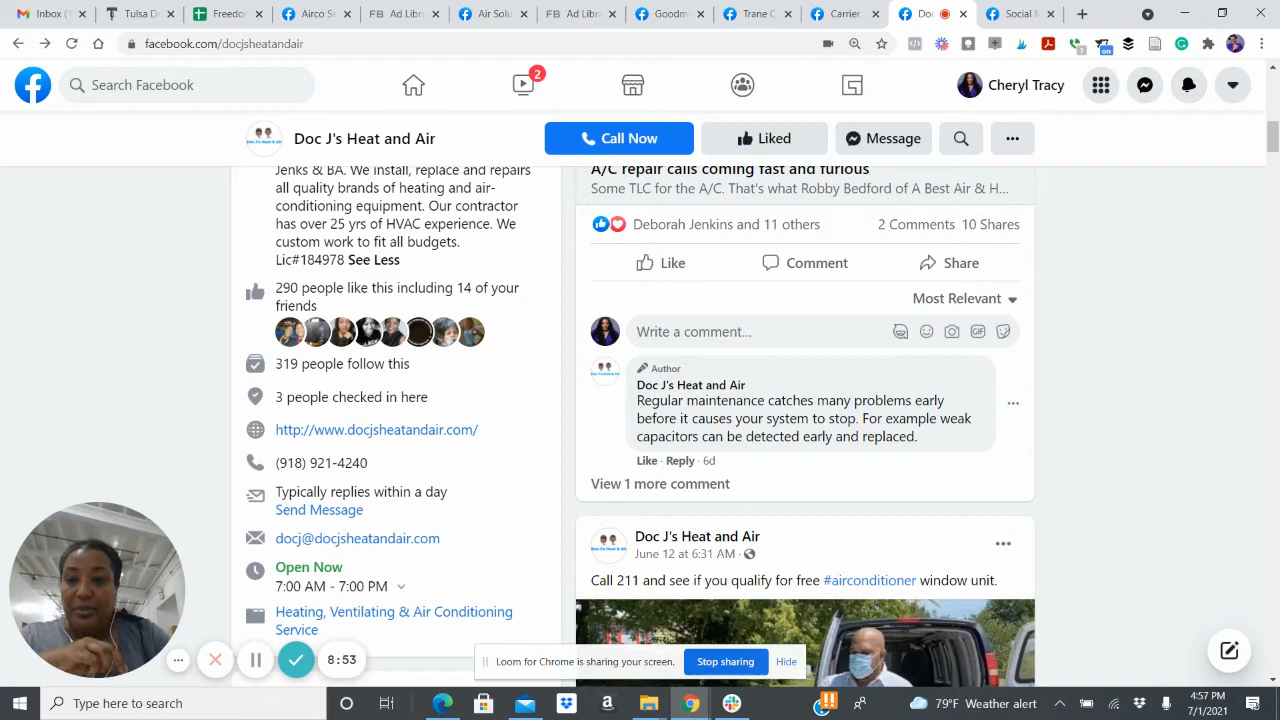 Inbox (1
Tulsa D
Freedo
Airco Se
Ad Libra
Air Solu
Ad Libra
Goodm
Trane C
Carrier
Doc
Social M
facebook.com/docjsheatandair
on
Search Facebook
2
Cheryl Tracy
Doc J's Heat and Air
Call Now
Liked
Message
Jenks & BA. We install, replace and repairs
all quality brands of heating and air-
conditioning equipment. Our contractor
has over 25 yrs of HVAC experience. We
custom work to fit all budgets.
Lic#184978 See Less
290 people like this including 14 of your
friends
319 people follow this
3 people checked in here
http://www.docjsheatandair.com/
(918) 921-4240
Typically replies within a day
Send Message
docj@docjsheatandair.com
Open Now
7:00 AM - 7:00 PM
Heating, Ventilating & Air Conditioning
Service
A/C repair calls coming fast and furious
Some TLC for the A/C. That's what Robby Bedford of A Best Air & H...
Deborah Jenkins and 11 others
2 Comments 10 Shares
Like
Comment
Share
Most Relevant
Write a comment...
GIF
Author
Doc J's Heat and Air
Regular maintenance catches many problems early
before it causes your system to stop. For example weak
capacitors can be detected early and replaced.
Like · Reply · 6d
View 1 more comment
Doc J's Heat and Air
June 12 at 6:31 AM ·
Call 211 and see if you qualify for free #airconditioner window unit.
8:53
Loom for Chrome is sharing your screen.
Stop sharing
Hide
Type here to search
79°F Weather alert
4:57 PM
7/1/2021